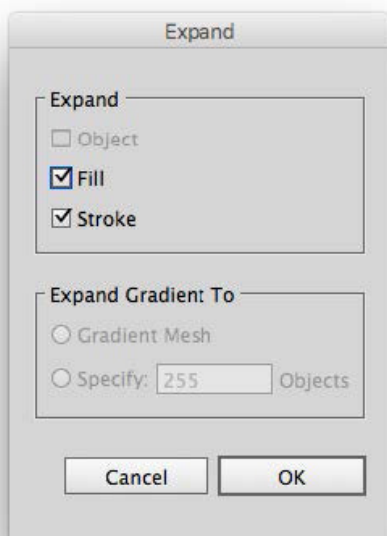 Expand
Expand
Object
Fill
Stroke
Expand Gradient To
Gradient Mesh
Specify: 255 Objects
Cancel OK